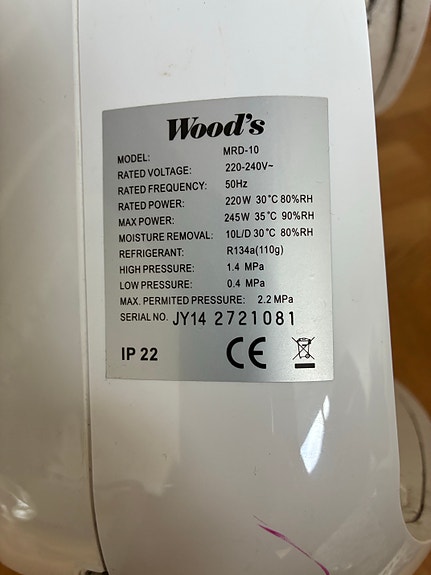 Wood's
MODEL: MRD-10
RATED VOLTAGE: 220-240V~
RATED FREQUENCY: 50Hz
RATED POWER: 220W 30°C 80%RH
MAX POWER: 245W 35°C 90%RH
MOISTURE REMOVAL: 10L/D 30°C 80%RH
REFRIGERANT: R134a(110g)
HIGH PRESSURE: 1.4 MPa
LOW PRESSURE: 0.4 MPa
MAX. PERMITED PRESSURE: 2.2 MPa
SERIAL NO. JY14 2721081
IP 22 CE